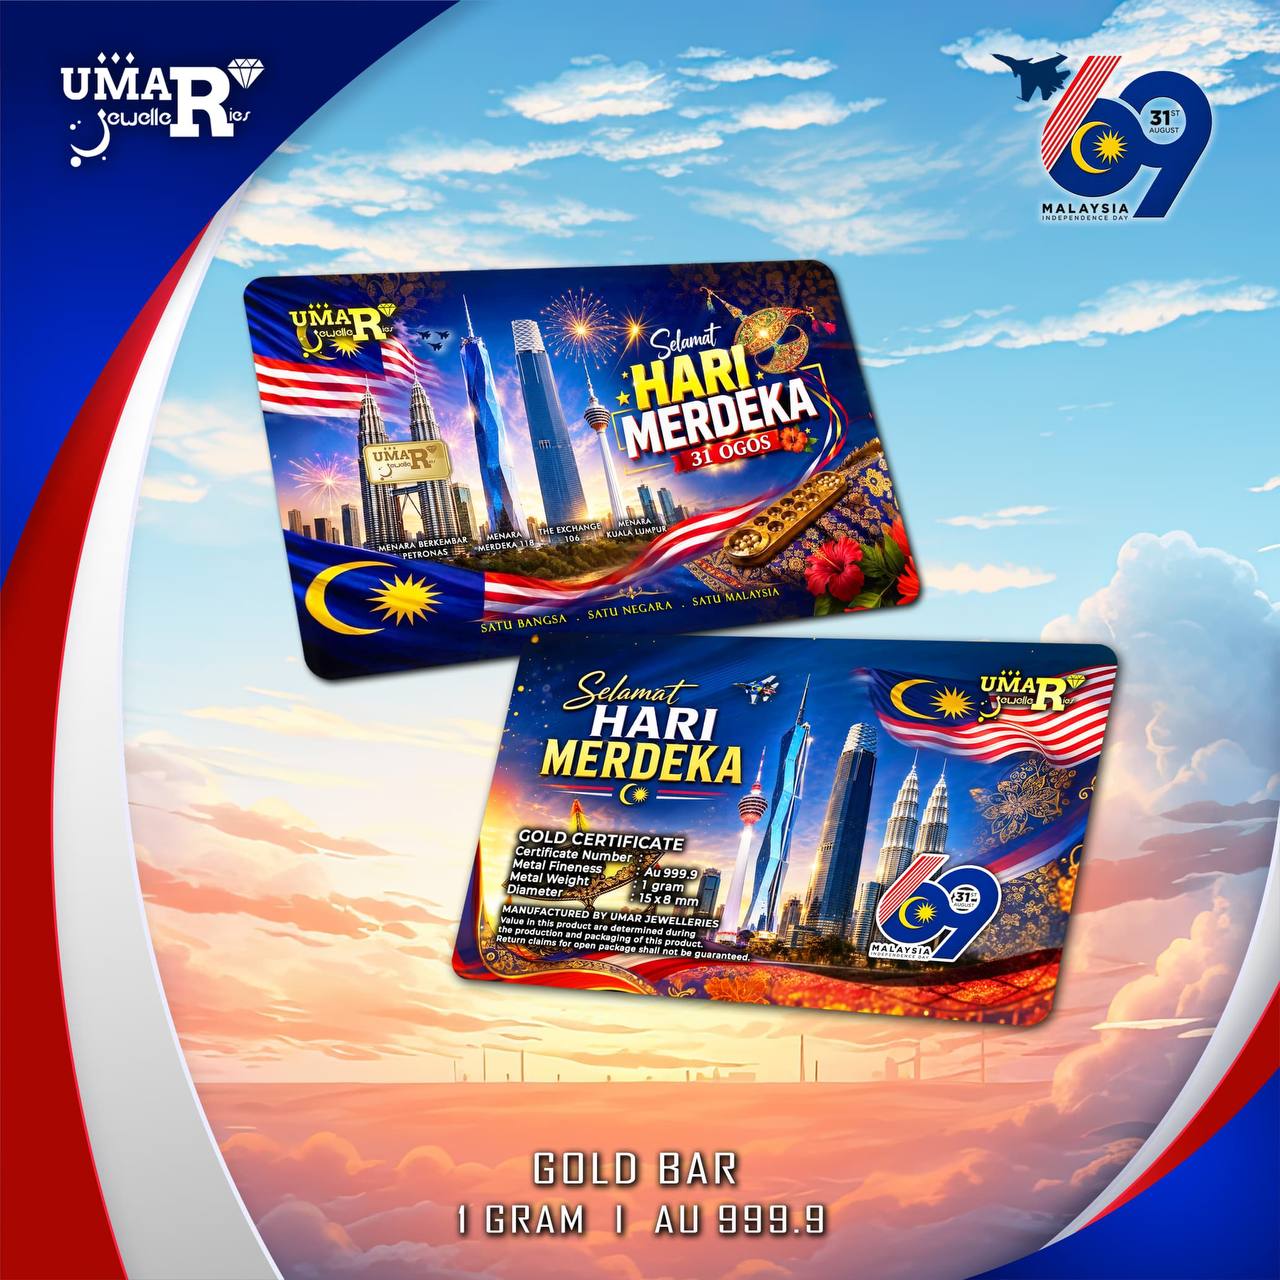 UMAR
Jewelleries
69
31ST
AUGUST
MALAYSIA
INDEPENDENCE DAY
UMAR
Jewelleries
Selamat
HARI
MERDEKA
31 OGOS
UMAR
Jewelleries
MENARA BERKEMBAR
PETRONAS
MENARA
MERDEKA 118
THE EXCHANGE
106
MENARA
KUALA LUMPUR
SATU BANGSA . SATU NEGARA . SATU MALAYSIA
Selamat
HARI
MERDEKA
UMAR
Jewelleries
GOLD CERTIFICATE
Certificate Number :
Metal Fineness : Au 999.9
Metal Weight : 1 gram
Diameter : 15 x 8 mm
MANUFACTURED BY UMAR JEWELLERIES
Value in this product are determined during
the production and packaging of this product.
Return claims for open package shall not be guaranteed.
69
31ST
AUGUST
MALAYSIA
INDEPENDENCE DAY
GOLD BAR
1 GRAM | AU 999.9